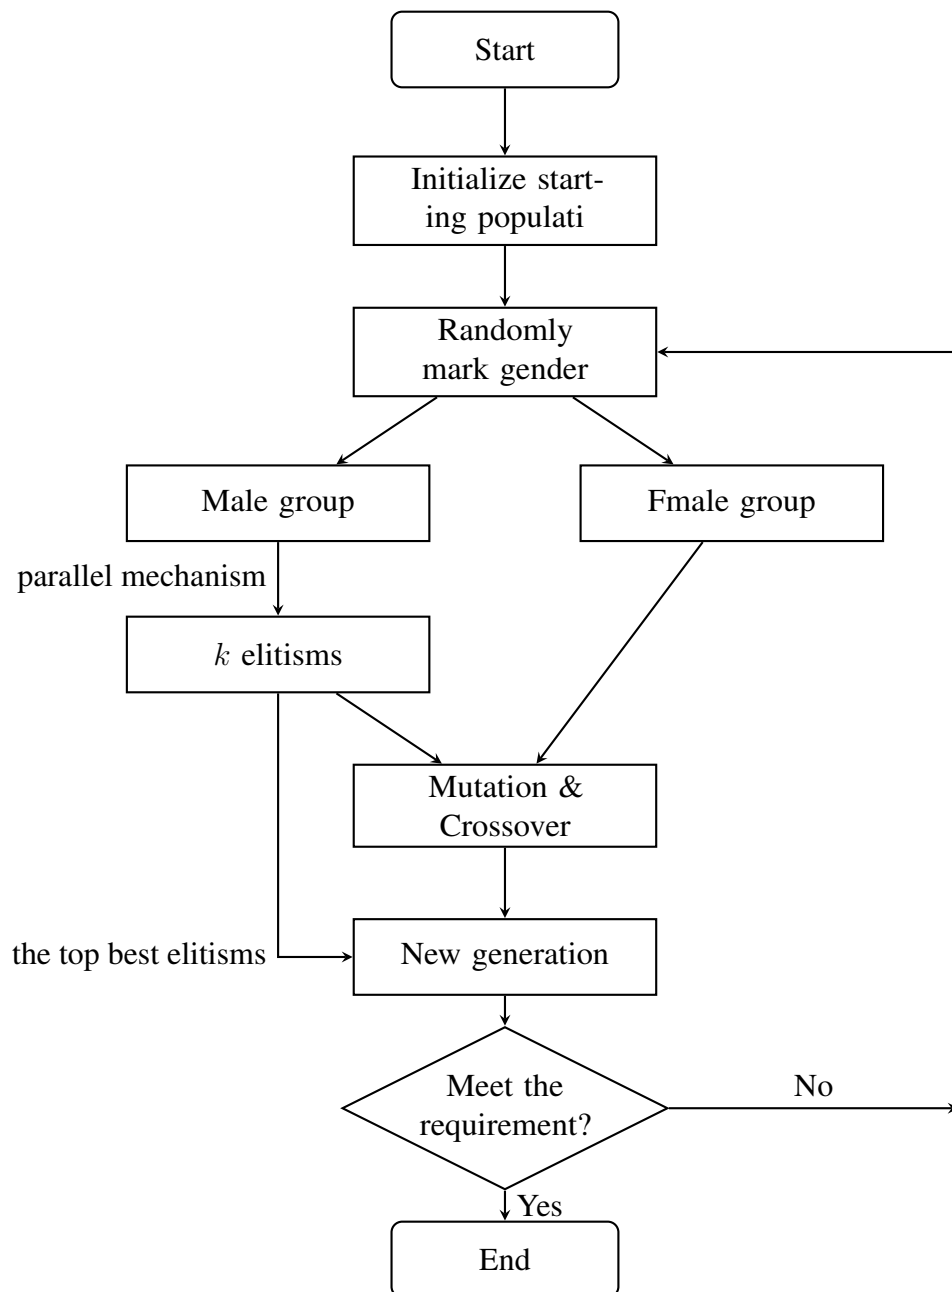 Start
Initialize start-
ing populati
Randomly
mark gender
Male group
Fmale group
parallel mechanism
k elitisms
Mutation &
Crossover
the top best elitisms
New generation
Meet the
requirement?
No
Yes
End